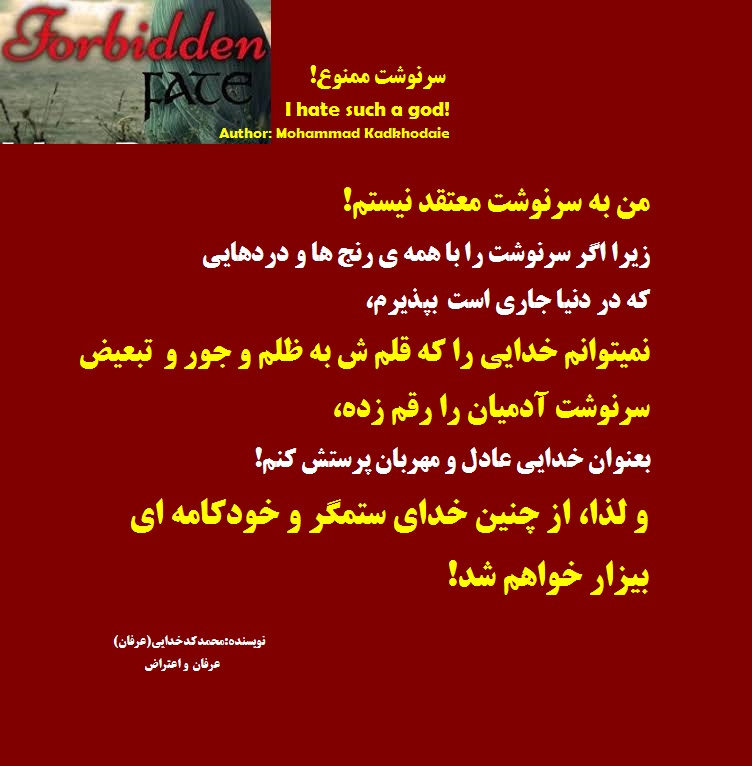 Forbidden
FATE
سرنوشت ممنوع!
I hate such a god!
Author: Mohammad Kadkhodaie
من به سرنوشت معتقد نیستم!
زیرا اگر سرنوشت را با همه ی رنج ها و دردهایی
که در دنیا جاری است بپذیرم،
نمیتوانم خدایی را که قلم ش به ظلم و جور و تبعیض
سرنوشت آدمیان را رقم زده،
بعنوان خدایی عادل و مهربان پرستش کنم!
و لذا، از چنین خدای ستمگر و خودکامه ای
بیزار خواهم شد!
نویسنده:محمدکدخدایی(عرفان)
عرفان و اعتراض